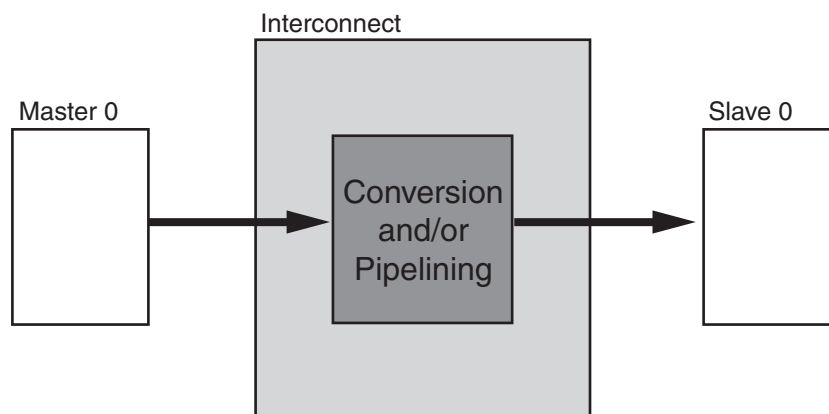 Interconnect
Master 0
Slave 0
Conversion
and/or
Pipelining